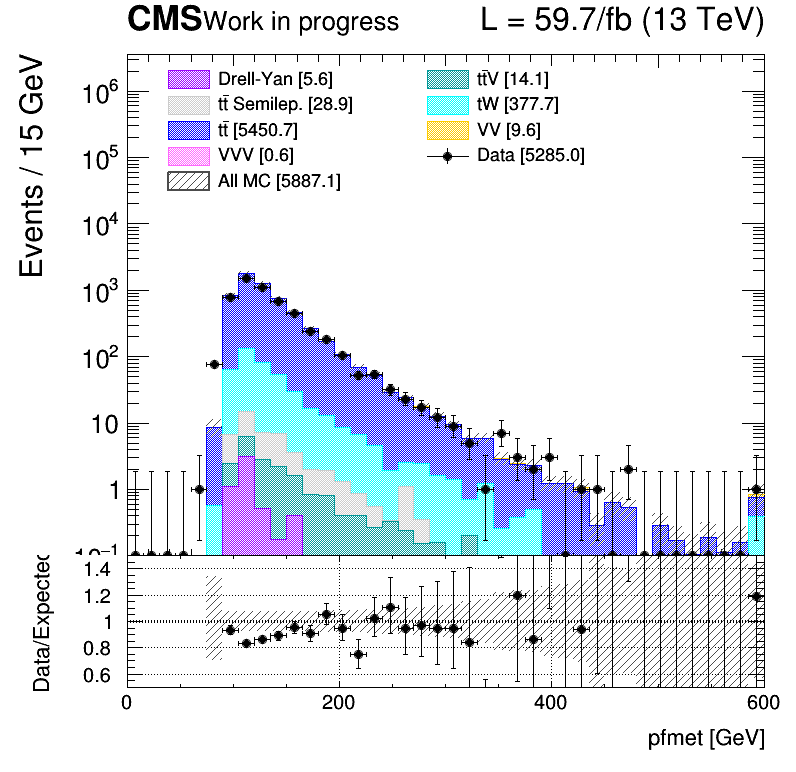 CMS Work in progress L = 59.7/fb (13 TeV)
Events / 15 GeV
Drell-Yan [5.6]
tt̄V [14.1]
tt̄ Semilep. [28.9]
tW [377.7]
tt̄ [5450.7]
VV [9.6]
VVV [0.6]
Data [5285.0]
All MC [5887.1]
10⁶
10⁵
10⁴
10³
10²
10
1
10⁻¹
Data/Expected
1.4
1.2
1
0.8
0.6
0 200 400 600
pfmet [GeV]